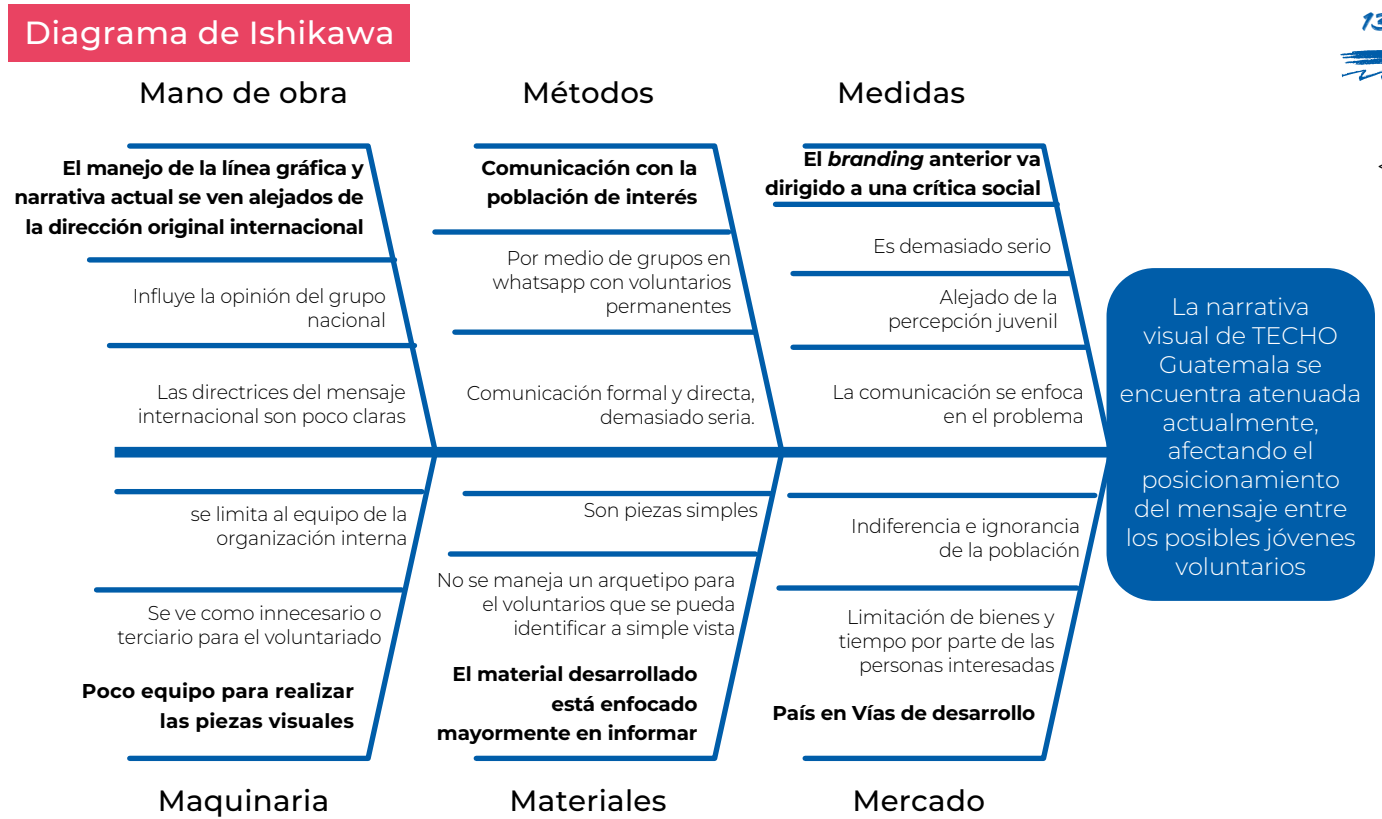 Diagrama de Ishikawa
13
Mano de obra
El manejo de la línea gráfica y
narrativa actual se ven alejados de
la dirección original internacional
Influye la opinión del grupo
nacional
Las directrices del mensaje
internacional son poco claras
Métodos
Comunicación con la
población de interés
Por medio de grupos en
whatsapp con voluntarios
permanentes
Comunicación formal y directa,
demasiado seria.
Medidas
El branding anterior va
dirigido a una crítica social
Es demasiado serio
Alejado de la
percepción juvenil
La comunicación se enfoca
en el problema
La narrativa
visual de TECHO
Guatemala se
encuentra atenuada
actualmente,
afectando el
posicionamiento
del mensaje entre
los posibles jóvenes
voluntarios
se limita al equipo de la
organización interna
Se ve como innecesario o
terciario para el voluntariado
Poco equipo para realizar
las piezas visuales
Maquinaria
Son piezas simples
No se maneja un arquetipo para
el voluntarios que se pueda
identificar a simple vista
El material desarrollado
está enfocado
mayormente en informar
Materiales
Indiferencia e ignorancia
de la población
Limitación de bienes y
tiempo por parte de las
personas interesadas
País en Vías de desarrollo
Mercado